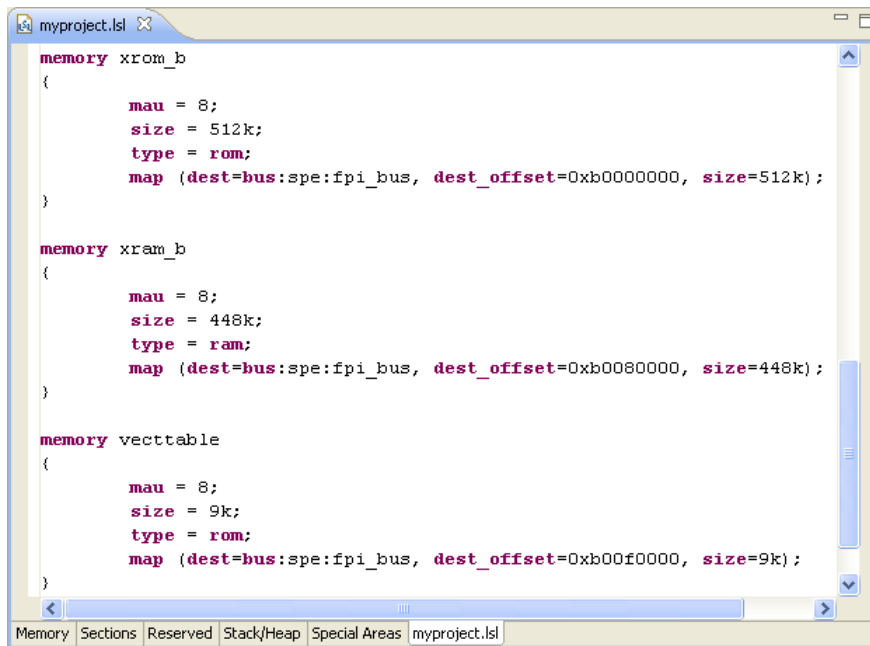 myproject.lsl
memory xrom_b
{
mau = 8;
size = 512k;
type = rom;
map (dest=bus:spe:fpi_bus, dest_offset=0xb0000000, size=512k);
}
memory xram_b
{
mau = 8;
size = 448k;
type = ram;
map (dest=bus:spe:fpi_bus, dest_offset=0xb0080000, size=448k);
}
memory vecttable
{
mau = 8;
size = 9k;
type = rom;
map (dest=bus:spe:fpi_bus, dest_offset=0xb00f0000, size=9k);
}
Memory Sections Reserved Stack/Heap Special Areas myproject.lsl